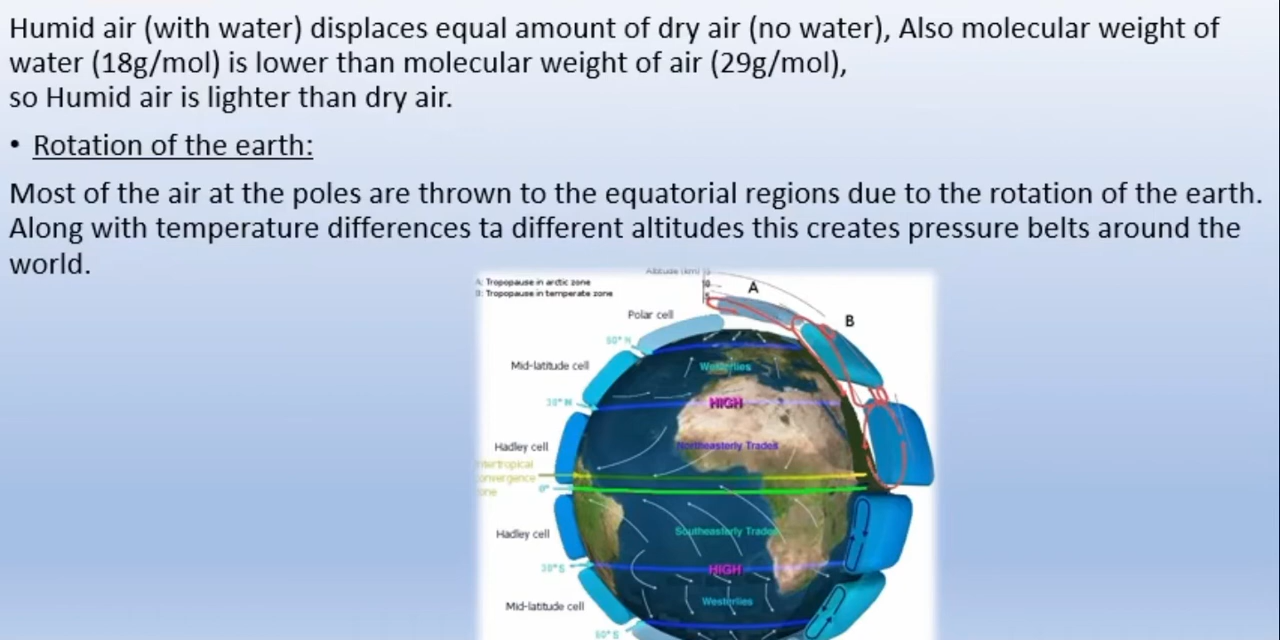 Humid air (with water) displaces equal amount of dry air (no water), Also molecular weight of
water (18g/mol) is lower than molecular weight of air (29g/mol),
so Humid air is lighter than dry air.
• Rotation of the earth:
Most of the air at the poles are thrown to the equatorial regions due to the rotation of the earth.
Along with temperature differences ta different altitudes this creates pressure belts around the
world.
Altitude (km)
A: Tropopause in arctic zone
B: Tropopause in temperate zone
10
A
Polar cell
B
60° N
Mid-latitude cell
Westerlies
30° N
HIGH
Hadley cell
Northeasterly Trades
ntertropical
onvergence
one
0°
Hadley cell
Southeasterly Trades
30° S
HIGH
Mid-latitude cell
Westerlies
60° S